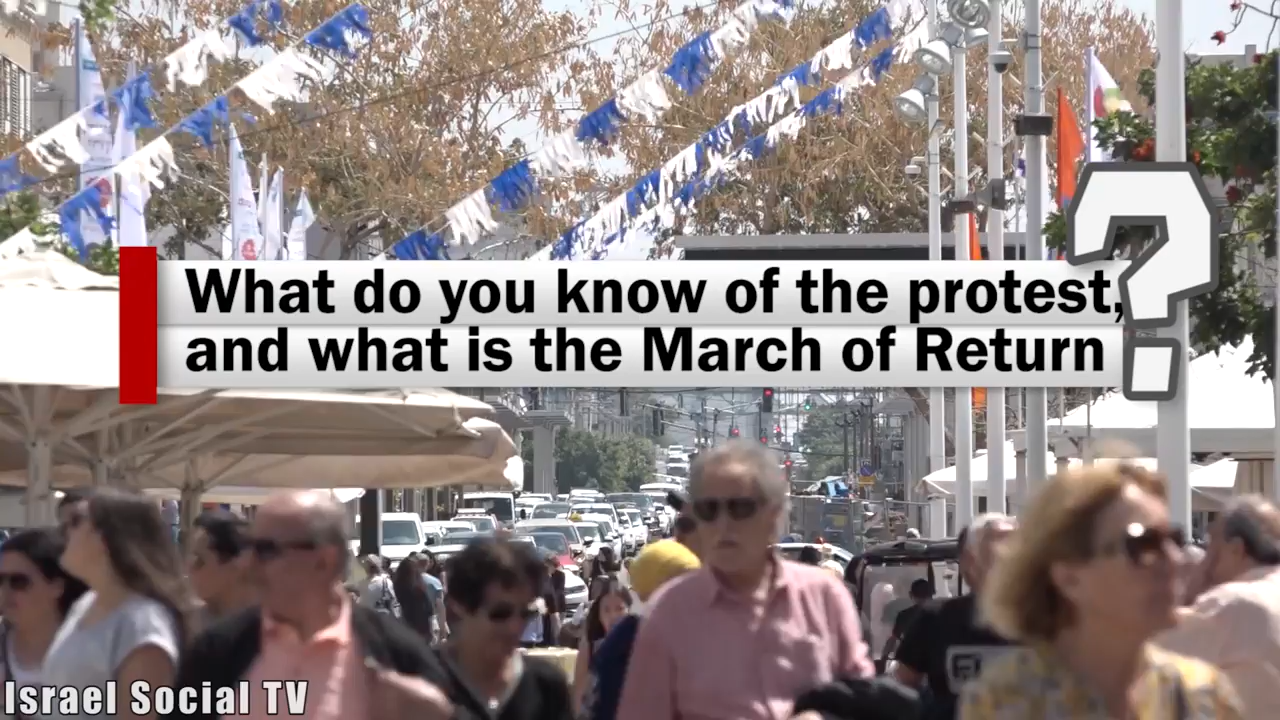 What do you know of the protest,
and what is the March of Return
?
Israel Social TV